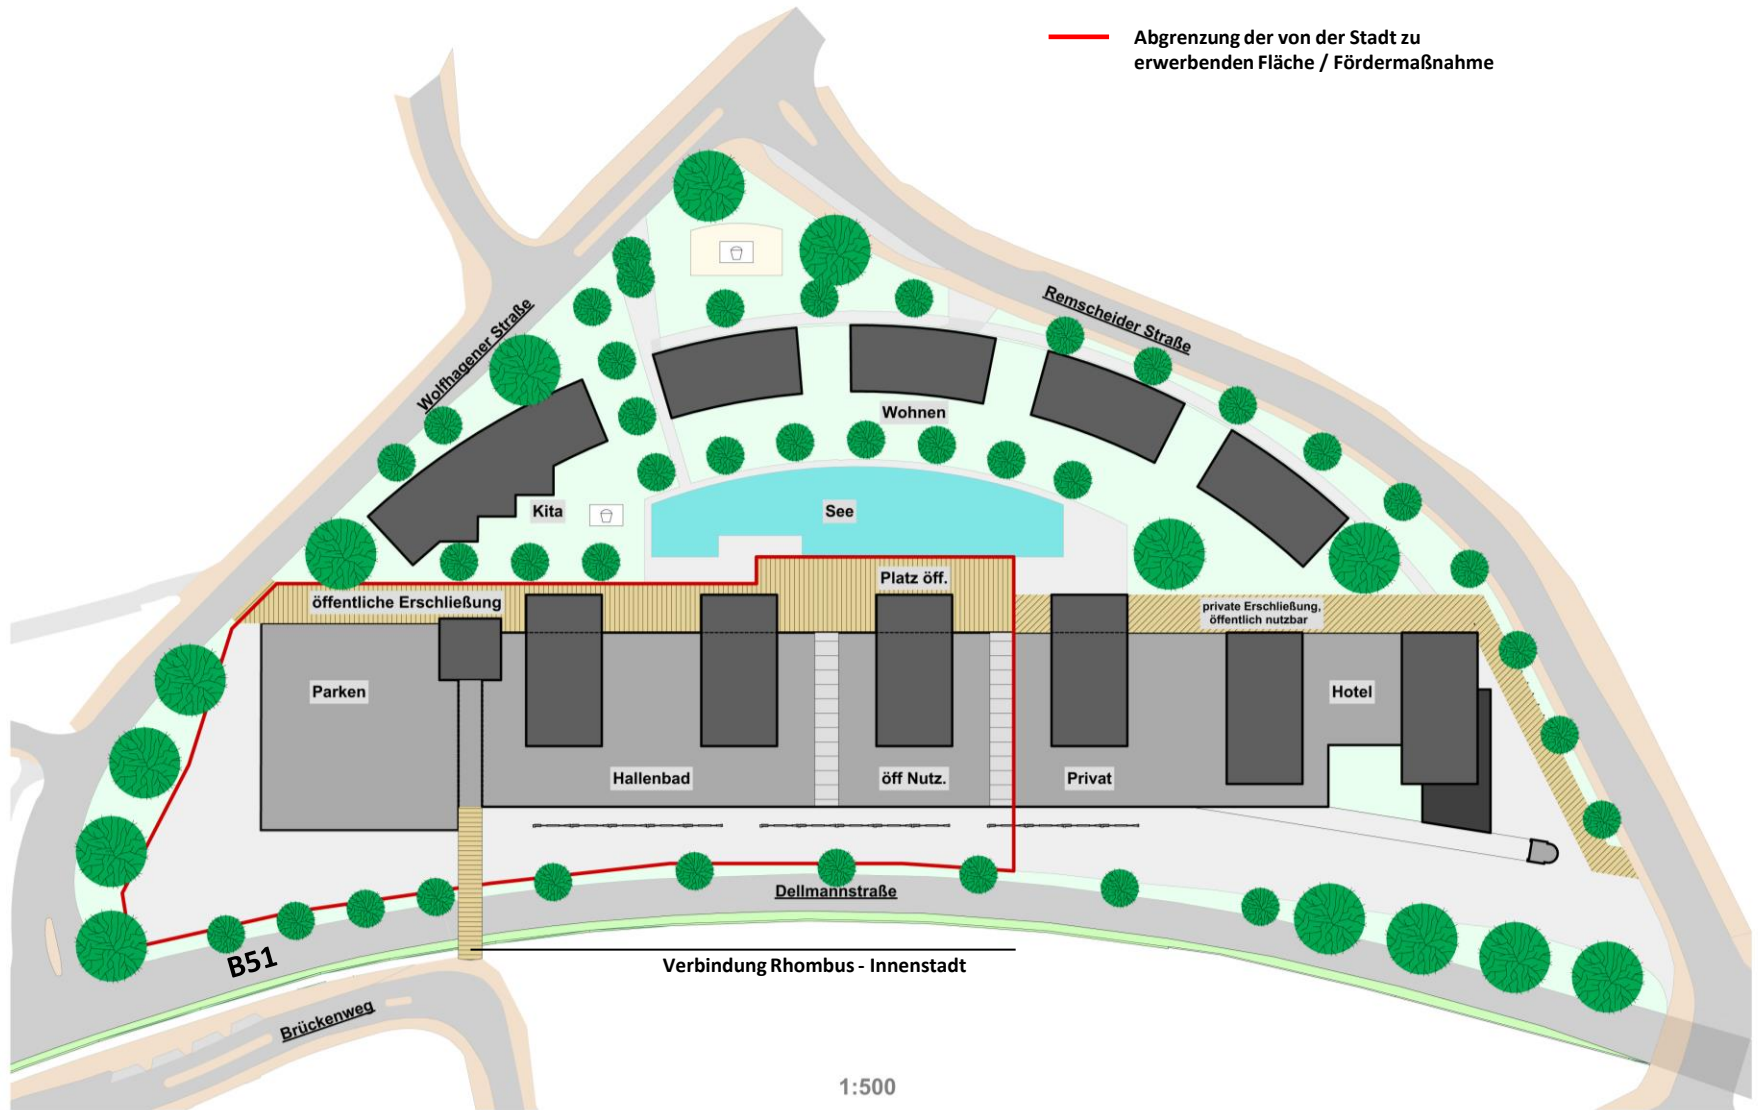 Abgrenzung der von der Stadt zu
erwerbenden Fläche / Fördermaßnahme
Remscheider Straße
Wolfhagener Straße
Wohnen
Kita
See
Platz öff.
öffentliche Erschließung
private Erschließung,
öffentlich nutzbar
Parken
Hotel
Hallenbad
öff Nutz.
Privat
Dellmannstraße
B51
Verbindung Rhombus - Innenstadt
Brückenweg
1:500